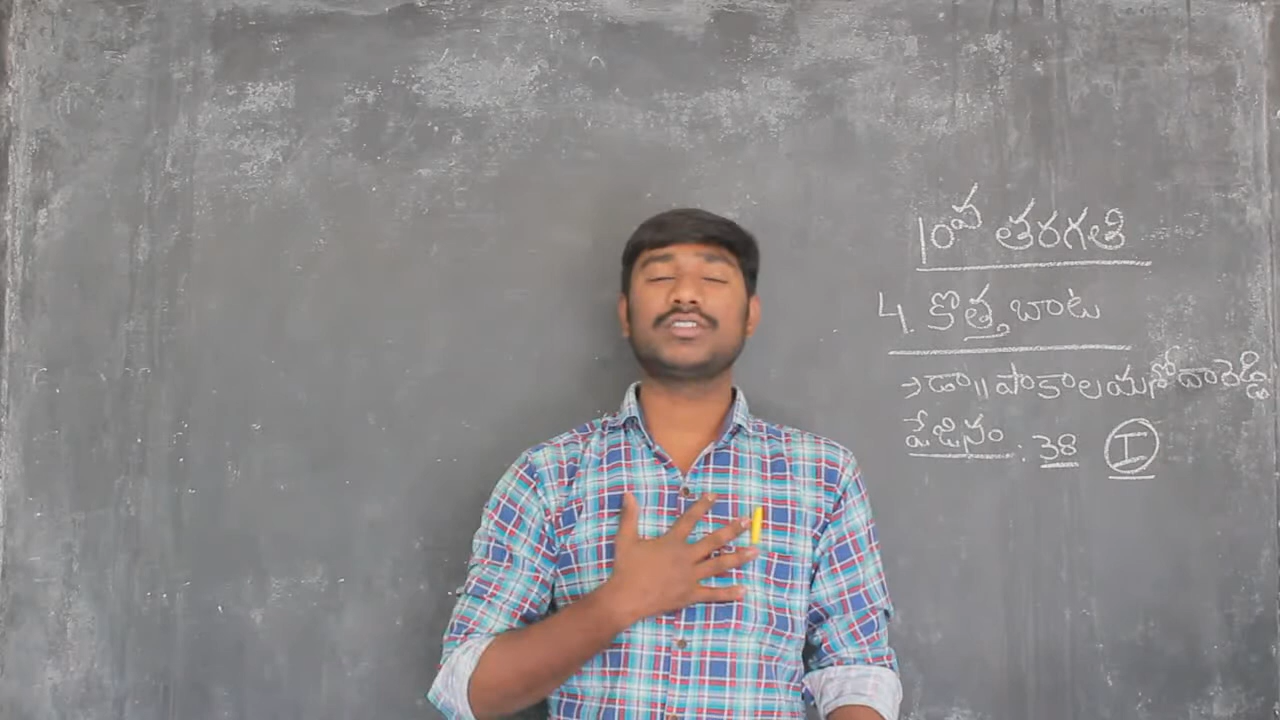 10వ తరగతి
4. కొత్త బాట
→డా॥ పాకాల యశోదారెడ్డి
పేజినం : 38 I